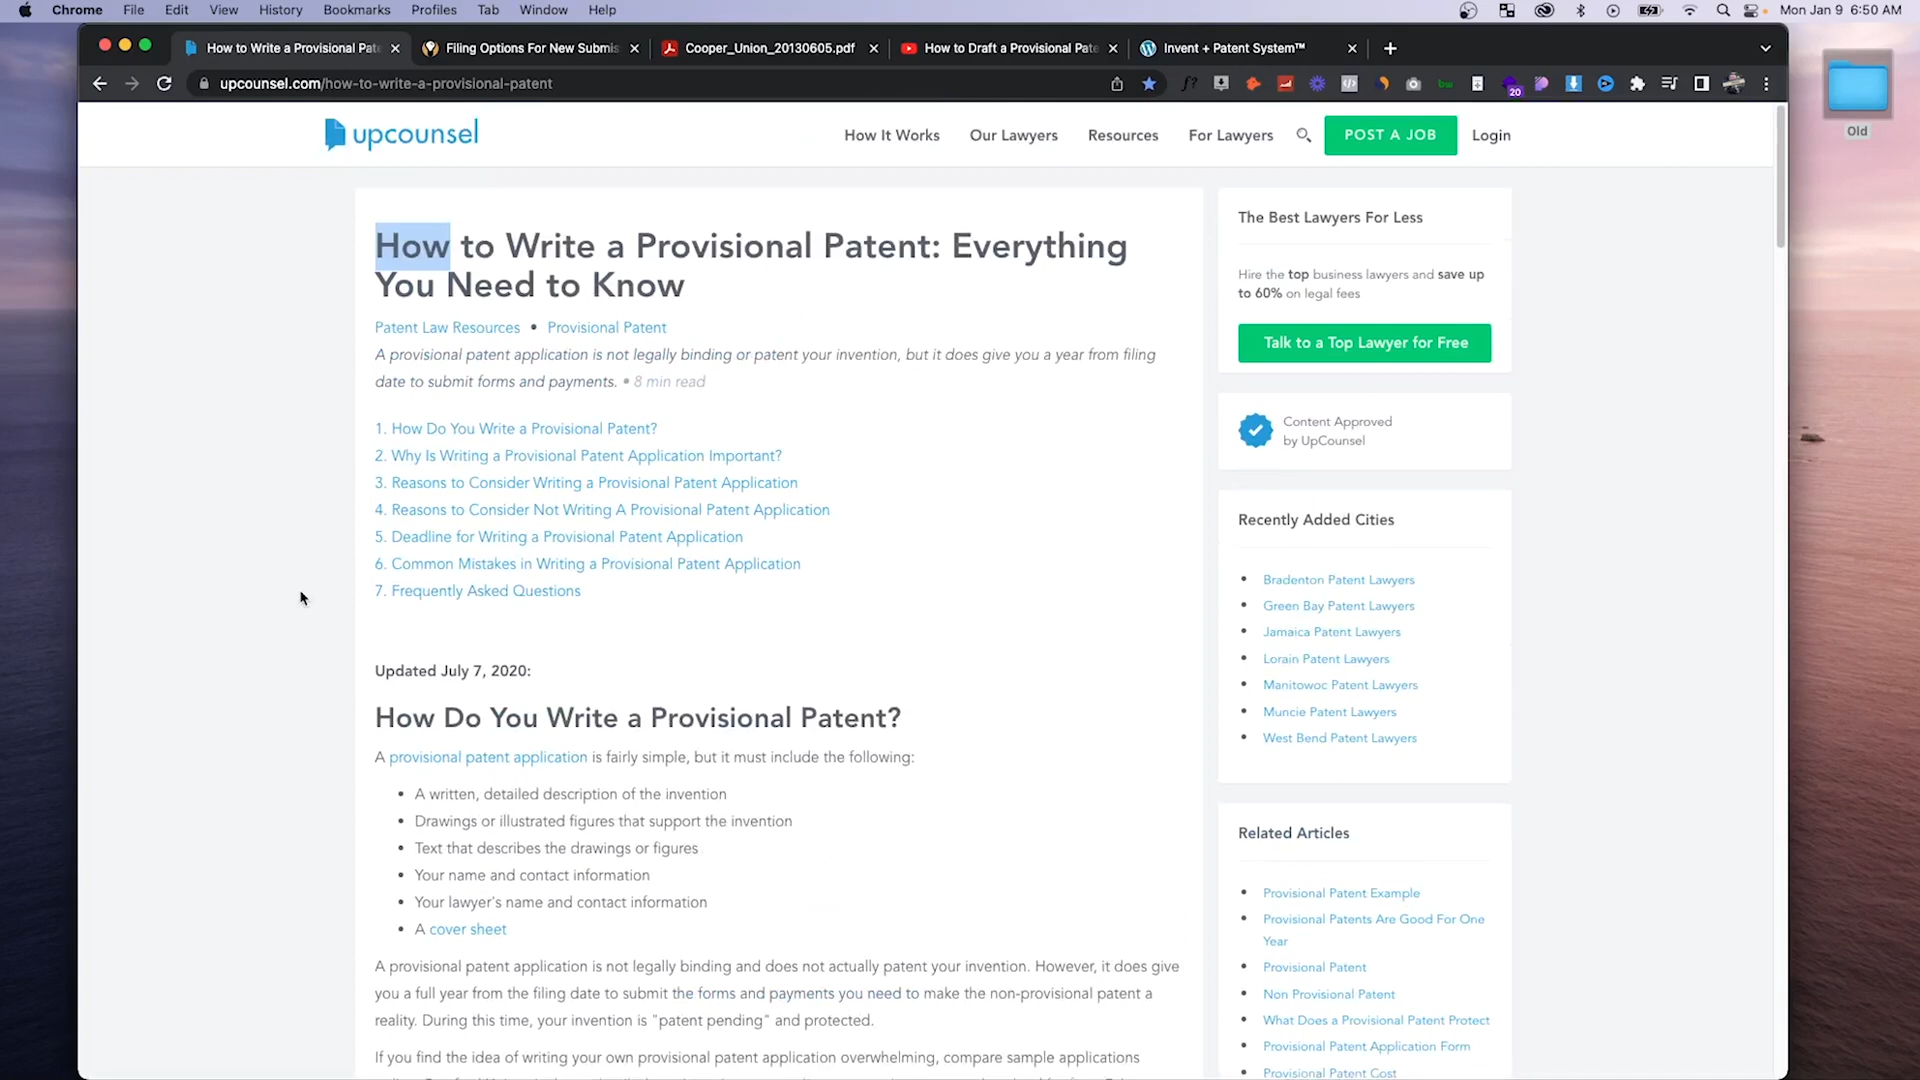 Chrome File Edit View History Bookmarks Profiles Tab Window Help
Mon Jan 9 6:50 AM
How to Write a Provisional Pate
Filing Options For New Submis
Cooper_Union_20130605.pdf
How to Draft a Provisional Pate
Invent + Patent System™
upcounsel.com/how-to-write-a-provisional-patent
20
Old
upcounsel
How It Works Our Lawyers Resources For Lawyers POST A JOB Login
How to Write a Provisional Patent: Everything
You Need to Know
Patent Law Resources • Provisional Patent
A provisional patent application is not legally binding or patent your invention, but it does give you a year from filing
date to submit forms and payments. • 8 min read
1. How Do You Write a Provisional Patent?
2. Why Is Writing a Provisional Patent Application Important?
3. Reasons to Consider Writing a Provisional Patent Application
4. Reasons to Consider Not Writing A Provisional Patent Application
5. Deadline for Writing a Provisional Patent Application
6. Common Mistakes in Writing a Provisional Patent Application
7. Frequently Asked Questions
Updated July 7, 2020:
How Do You Write a Provisional Patent?
A provisional patent application is fairly simple, but it must include the following:
• A written, detailed description of the invention
• Drawings or illustrated figures that support the invention
• Text that describes the drawings or figures
• Your name and contact information
• Your lawyer's name and contact information
• A cover sheet
A provisional patent application is not legally binding and does not actually patent your invention. However, it does give
you a full year from the filing date to submit the forms and payments you need to make the non-provisional patent a
reality. During this time, your invention is "patent pending" and protected.
If you find the idea of writing your own provisional patent application overwhelming, compare sample applications
The Best Lawyers For Less
Hire the top business lawyers and save up
to 60% on legal fees
Talk to a Top Lawyer for Free
Content Approved
by UpCounsel
Recently Added Cities
• Bradenton Patent Lawyers
• Green Bay Patent Lawyers
• Jamaica Patent Lawyers
• Lorain Patent Lawyers
• Manitowoc Patent Lawyers
• Muncie Patent Lawyers
• West Bend Patent Lawyers
Related Articles
• Provisional Patent Example
• Provisional Patents Are Good For One
Year
• Provisional Patent
• Non Provisional Patent
• What Does a Provisional Patent Protect
• Provisional Patent Application Form
• Provisional Patent Cost